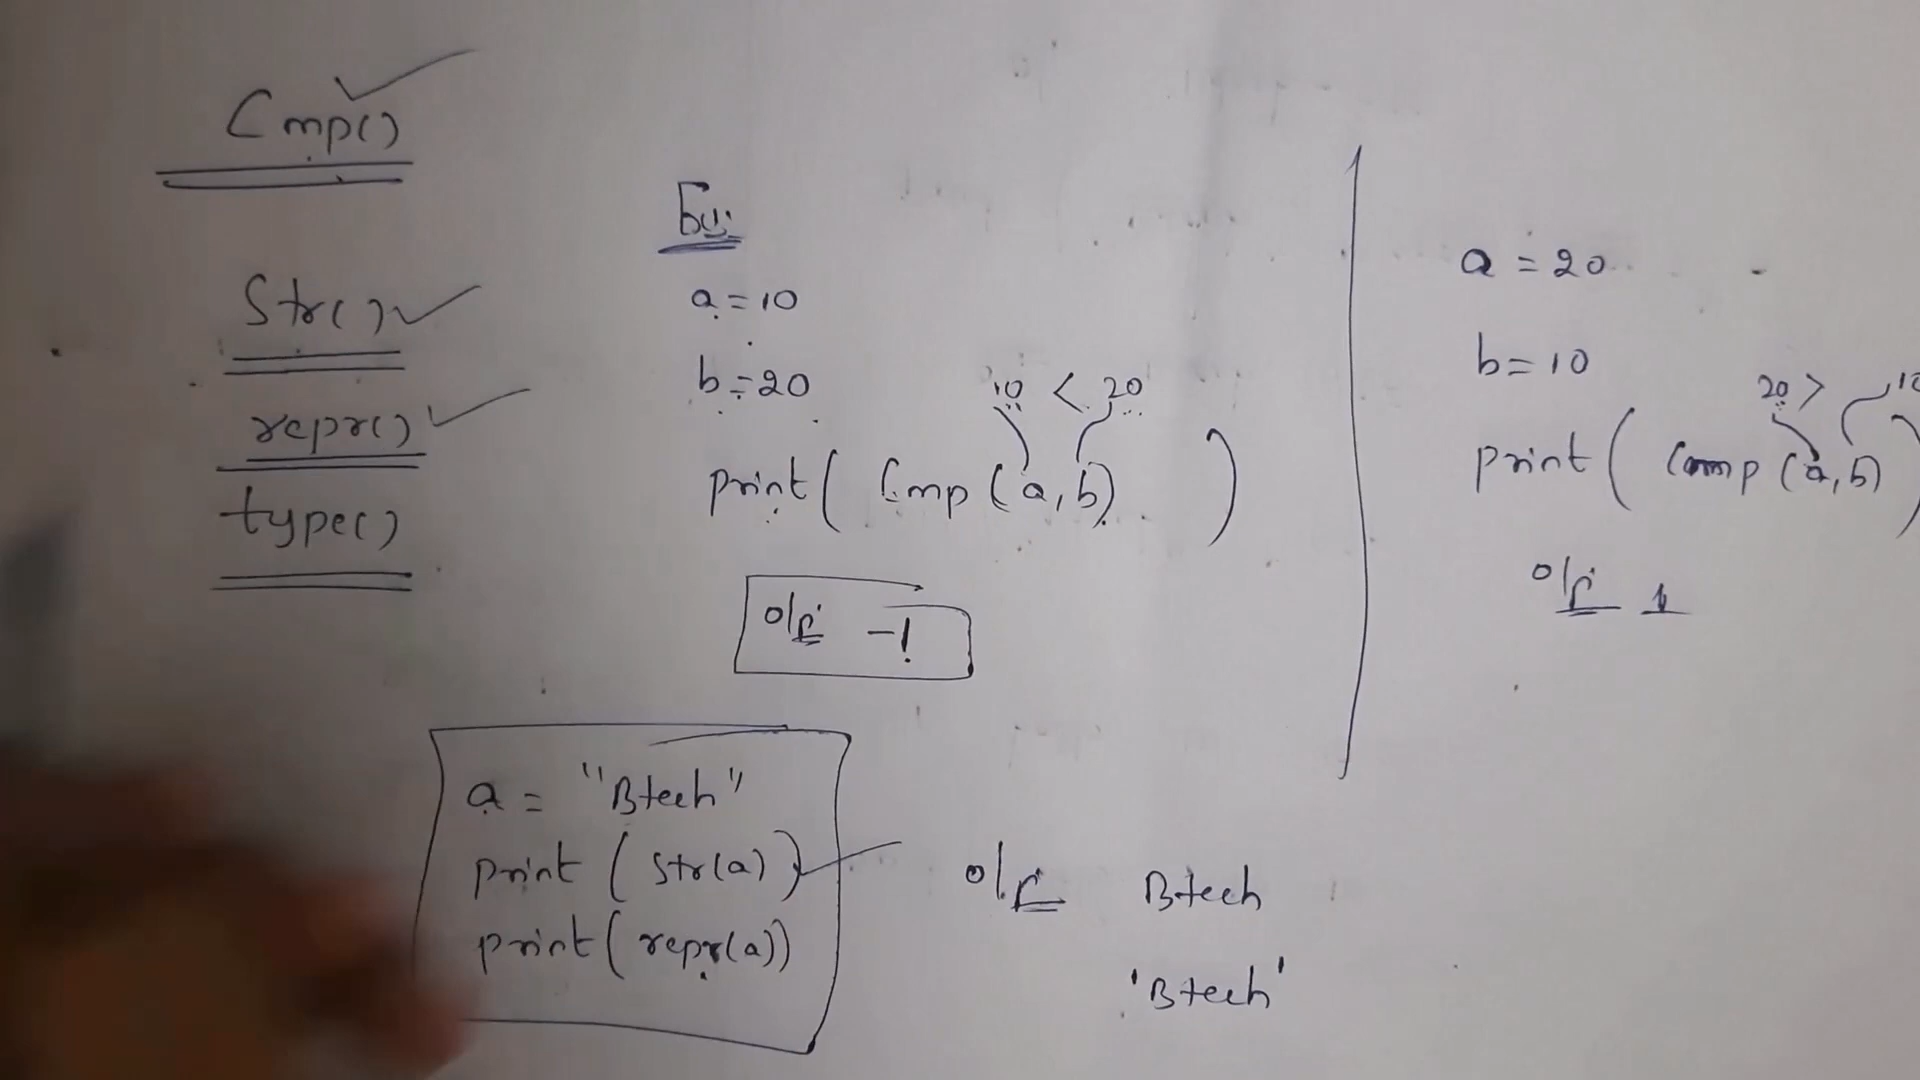 Cmp()
Str()
repr()
type()
Ex:
a = 10
b = 20
10 < 20
print( Cmp (a,b) )
o/p -1
a = 20
b = 10
20 > 10
print( Cmp (a,b) )
o/p 1
a = "Btech"
print (str(a))
print(repr(a))
o/p Btech
'Btech'